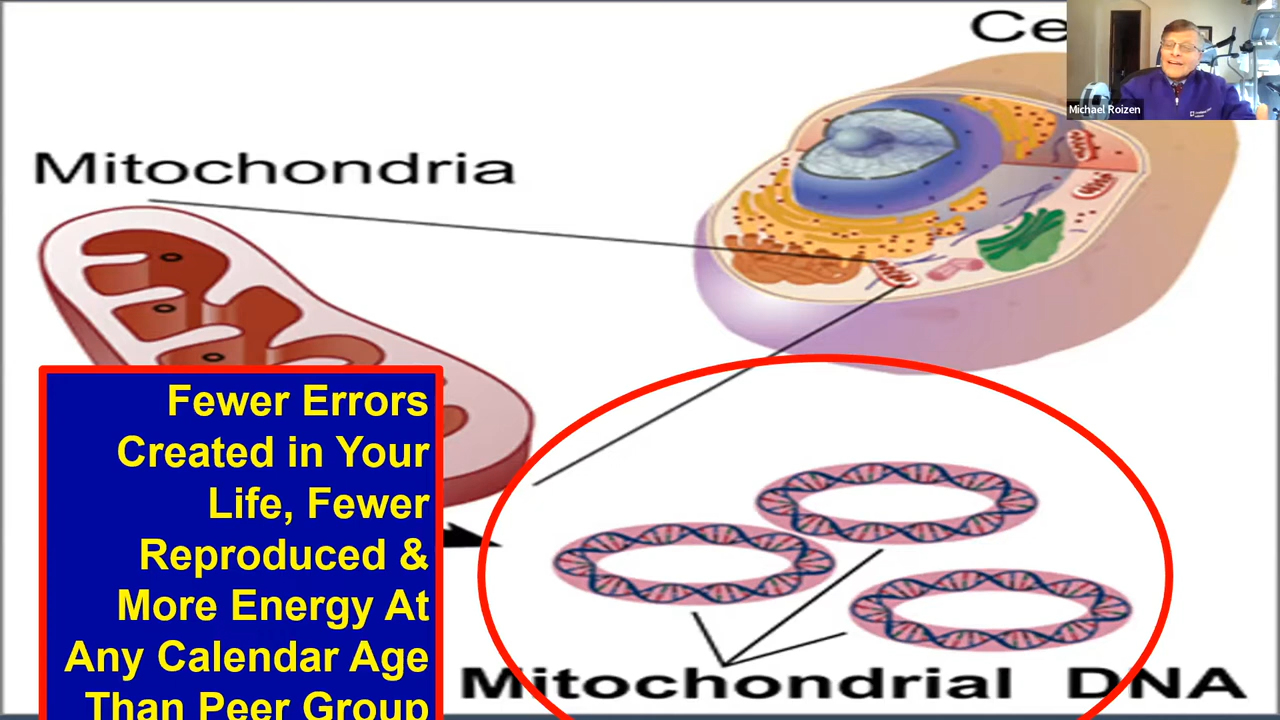 Ce
Michael Roizen
Mitochondria
Fewer Errors
Created in Your
Life, Fewer
Reproduced &
More Energy At
Any Calendar Age
Than Peer Group
Mitochondrial DNA